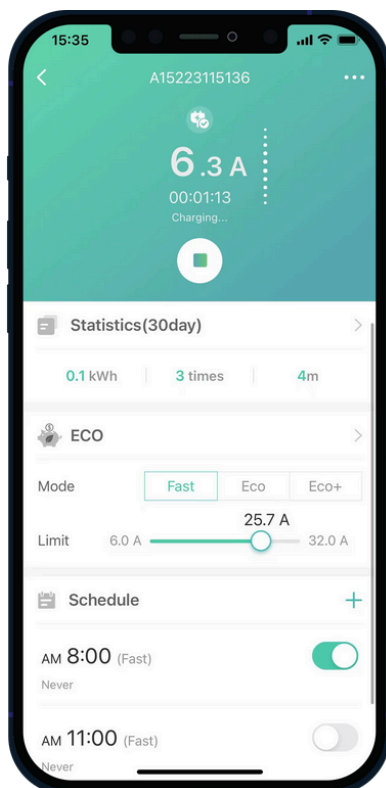 15:35
A15223115136
6.3 A
00:01:13
Charging...
Statistics(30day)
0.1 kWh 3 times 4m
ECO
Mode Fast Eco Eco+
25.7 A
Limit 6.0 A 32.0 A
Schedule
AM 8:00 (Fast)
Never
AM 11:00 (Fast)
Never